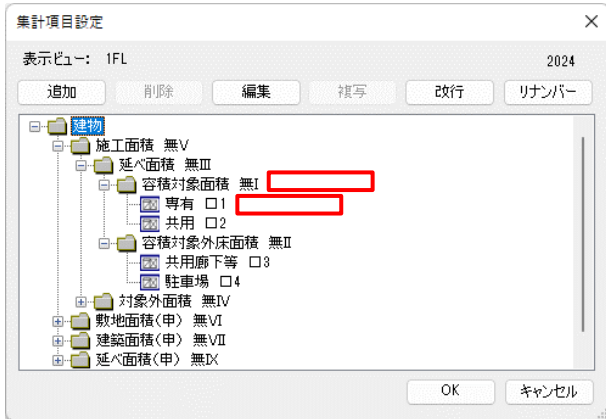 集計項目設定
表示ビュー: 1FL 2024
追加 削除 編集 複写 改行 リナンバー
建物
施工面積 無Ⅴ
延べ面積 無Ⅲ
容積対象面積 無Ⅰ
専有 口1
共用 口2
容積対象外床面積 無Ⅱ
共用廊下等 口3
駐車場 口4
対象外面積 無Ⅳ
敷地面積(申) 無Ⅵ
建築面積(申) 無Ⅶ
延べ面積(申) 無Ⅸ
OK キャンセル